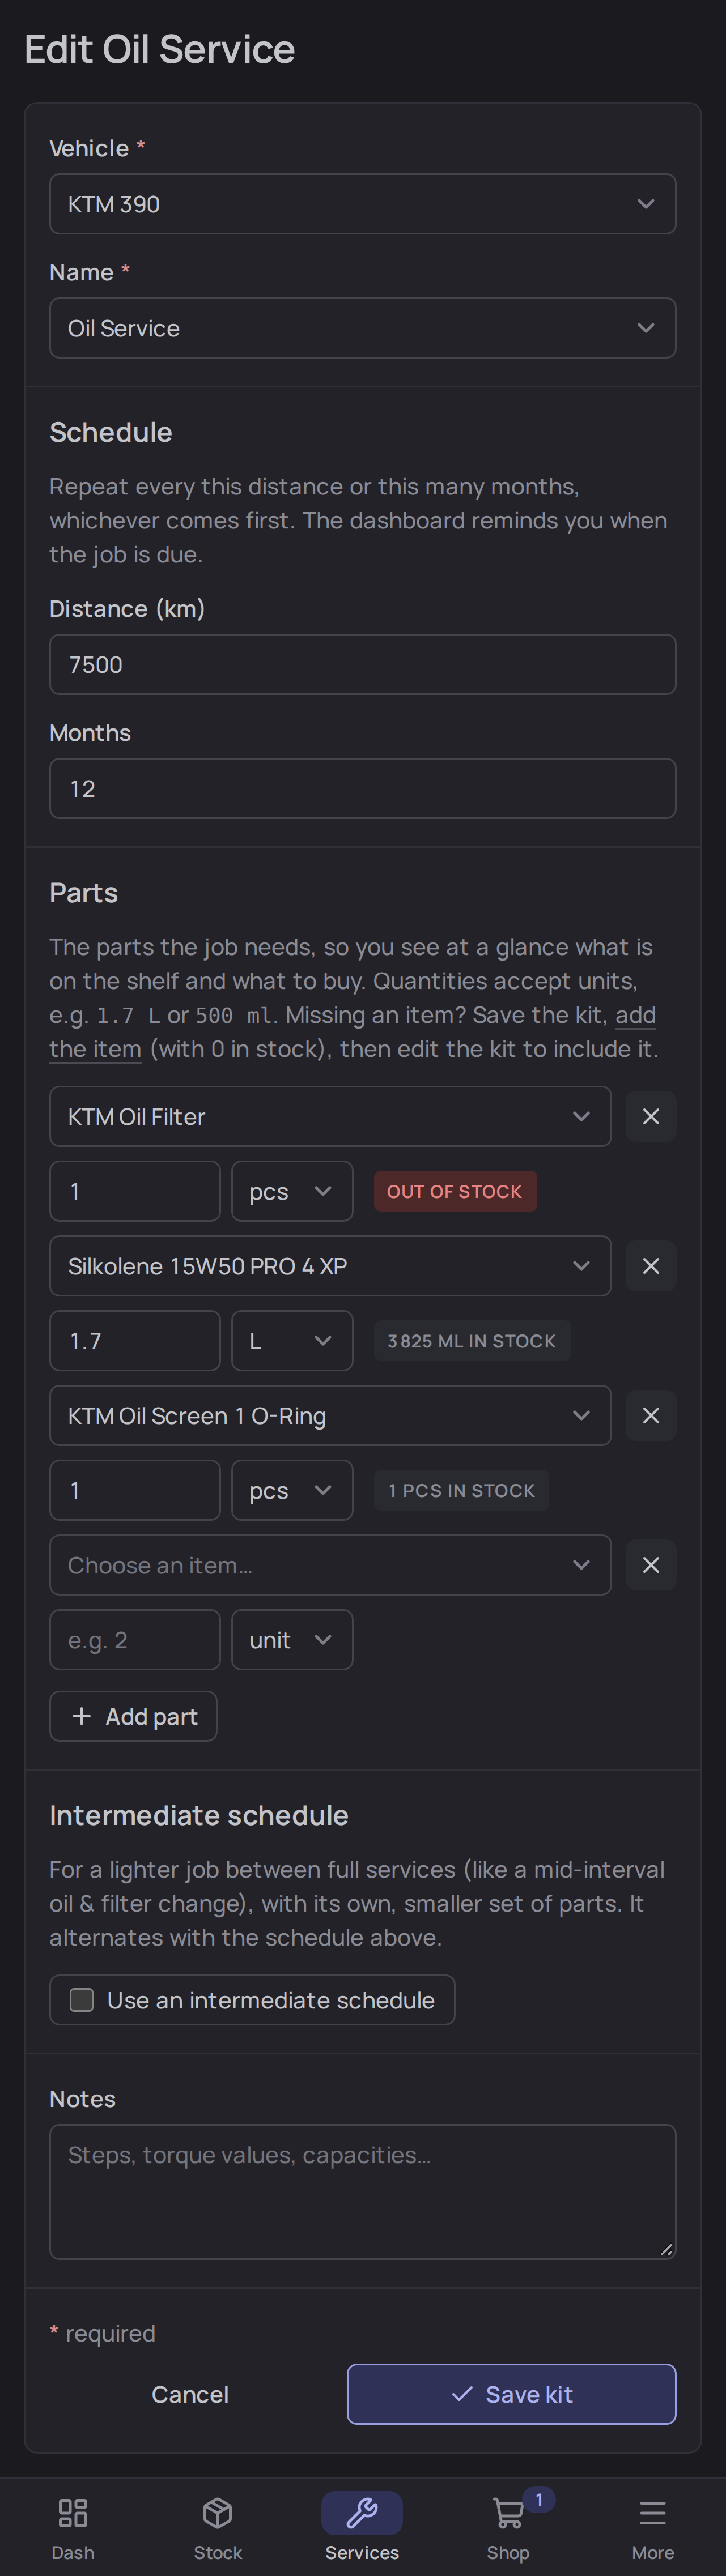 Edit Oil Service
Vehicle *
KTM 390
Name *
Oil Service
Schedule
Repeat every this distance or this many months,
whichever comes first. The dashboard reminds you when
the job is due.
Distance (km)
7500
Months
12
Parts
The parts the job needs, so you see at a glance what is
on the shelf and what to buy. Quantities accept units,
e.g. 1.7 L or 500 ml. Missing an item? Save the kit, add
the item (with 0 in stock), then edit the kit to include it.
KTM Oil Filter
1 pcs OUT OF STOCK
Silkolene 15W50 PRO 4 XP
1.7 L 3825 ML IN STOCK
KTM Oil Screen 1 O-Ring
1 pcs 1 PCS IN STOCK
Choose an item...
e.g. 2 unit
Add part
Intermediate schedule
For a lighter job between full services (like a mid-interval
oil & filter change), with its own, smaller set of parts. It
alternates with the schedule above.
Use an intermediate schedule
Notes
Steps, torque values, capacities...
* required
Cancel Save kit
1
Dash Stock Services Shop More